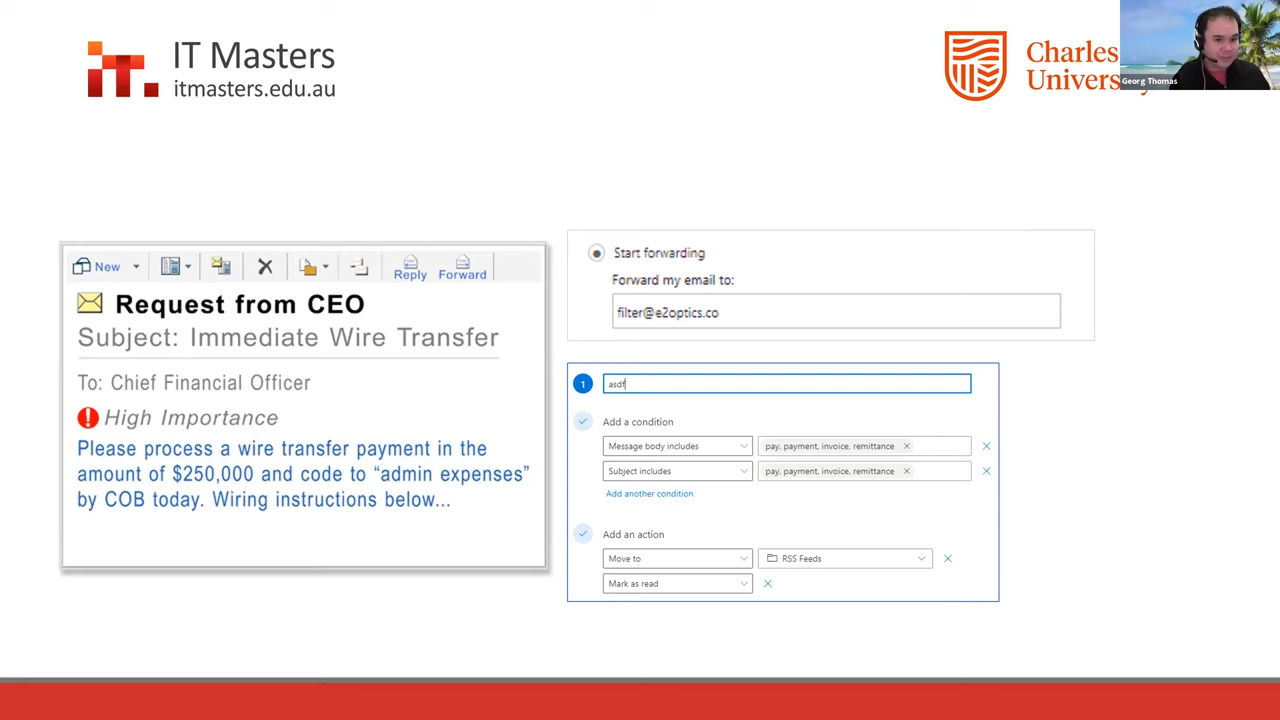 IT Masters
itmasters.edu.au
Charles
University
Georg Thomas
New
Reply
Forward
Request from CEO
Subject: Immediate Wire Transfer
To: Chief Financial Officer
High Importance
Please process a wire transfer payment in the
amount of $250,000 and code to “admin expenses”
by COB today. Wiring instructions below...
Start forwarding
Forward my email to:
filter@e2optics.co
1 asdf
Add a condition
Message body includes pay, payment, invoice, remittance
Subject includes pay, payment, invoice, remittance
Add another condition
Add an action
Move to RSS Feeds
Mark as read